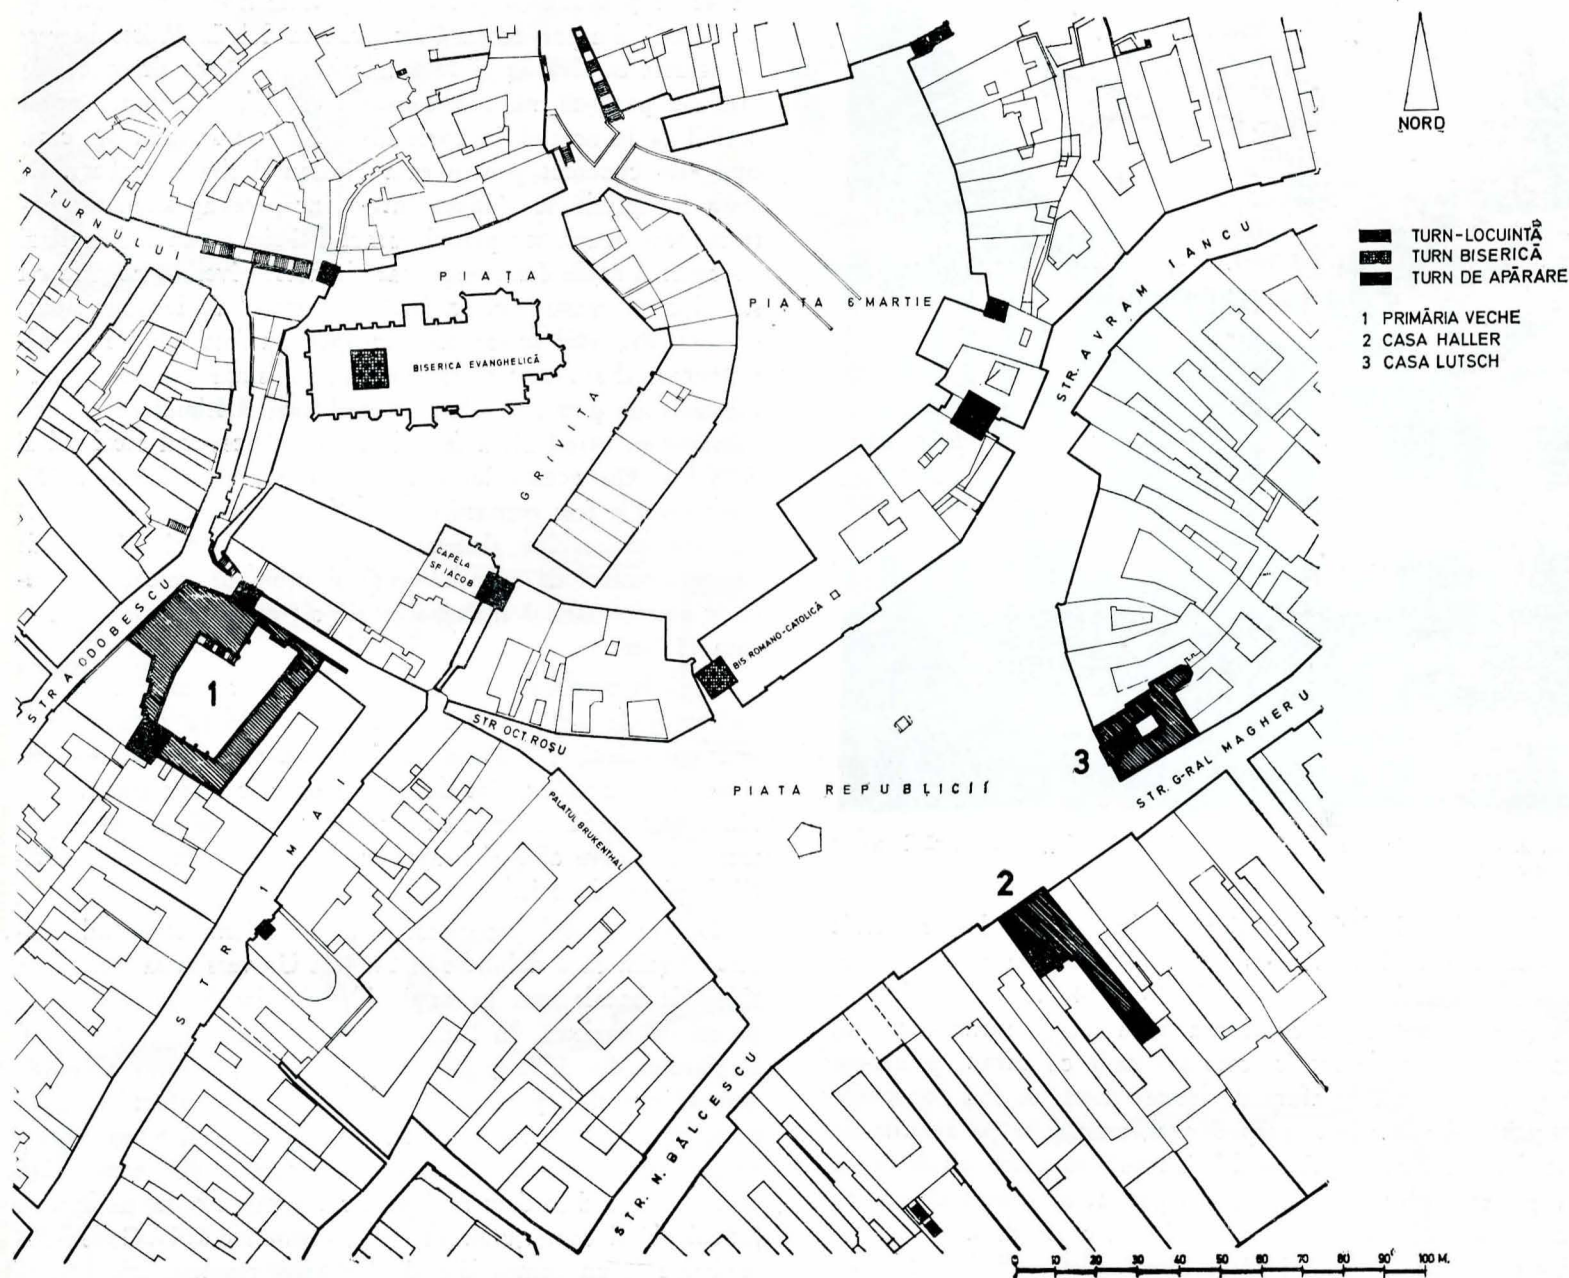 NORD
R TURNULUI
PIAȚA
GRIVIȚA
BISERICA EVANGHELICĂ
PIAȚA 6 MARTIE
STR. AVRAM IANCU
TURN-LOCUINȚĂ
TURN BISERICĂ
TURN DE APĂRARE
1 PRIMĂRIA VECHE
2 CASA HALLER
3 CASA LUTSCH
CAPELA
SF IACOB
STR A ODOBESCU
1
BIS ROMANO-CATOLICĂ
STR OCT. ROȘU
STR 1 MAI
PALATUL BRUKENTHAL
PIATA REPUBLICII
3
STR. G-RAL MAGHERU
2
STR. M. BĂLCESCU
0 10 20 30 40 50 60 70 80 90 100 M.